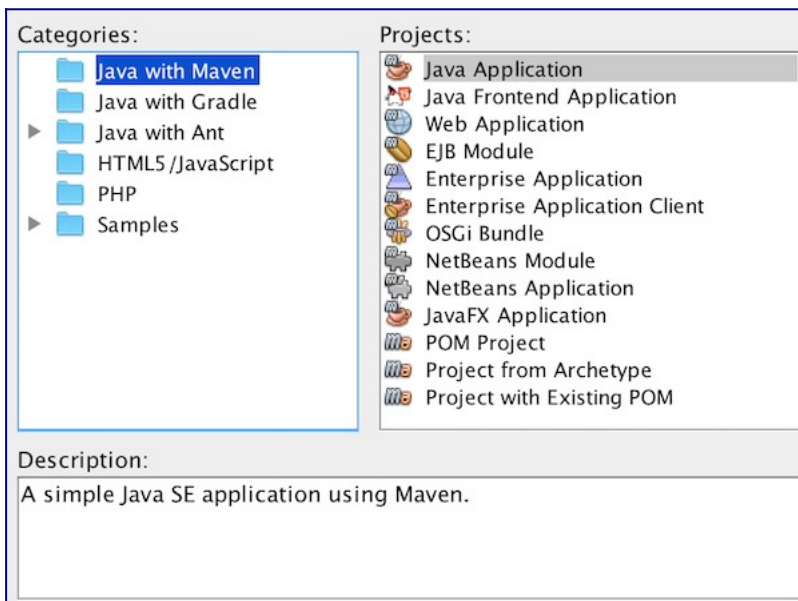 Categories:
Java with Maven
Java with Gradle
Java with Ant
HTML5/JavaScript
PHP
Samples
Projects:
Java Application
Java Frontend Application
Web Application
EJB Module
Enterprise Application
Enterprise Application Client
OSGi Bundle
NetBeans Module
NetBeans Application
JavaFX Application
POM Project
Project from Archetype
Project with Existing POM
Description:
A simple Java SE application using Maven.